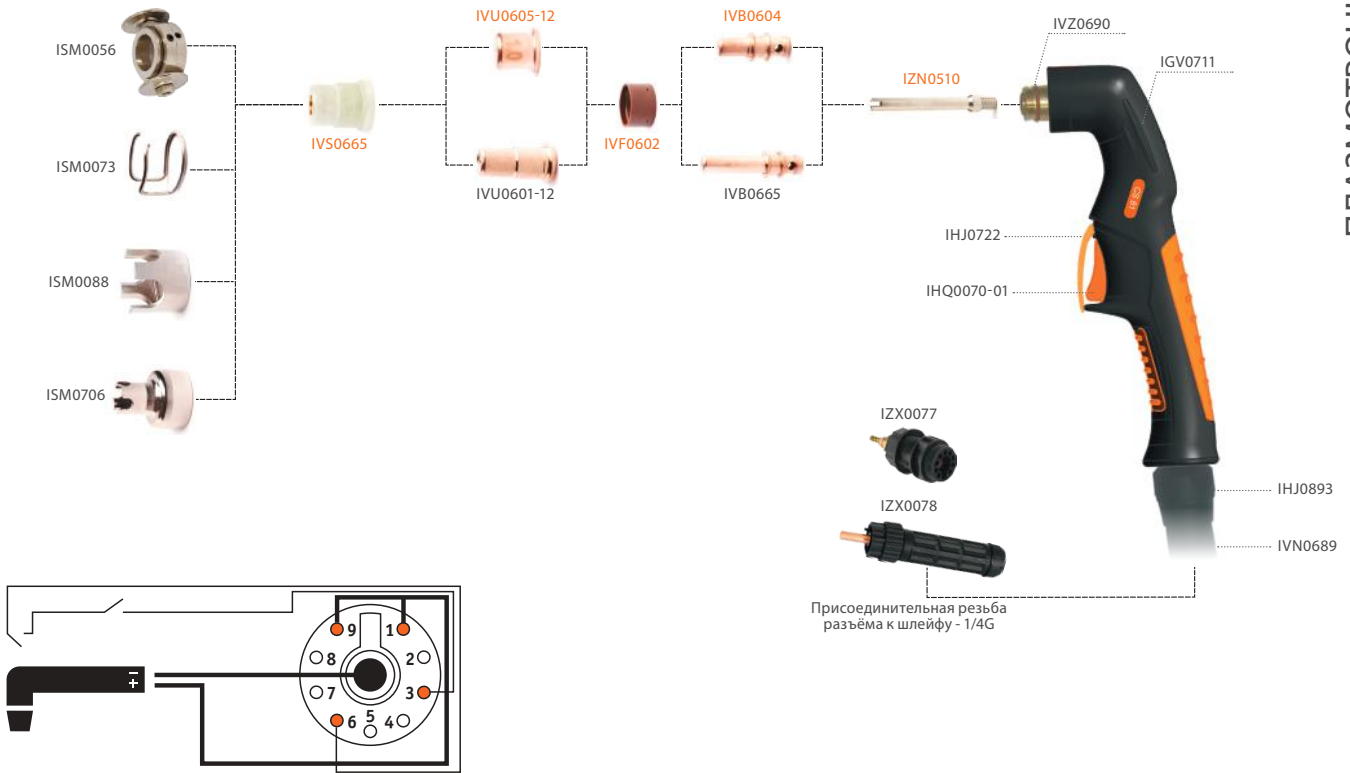 ISM0056
ISM0073
ISM0088
ISM0706
IVS0665
IVU0605-12
IVU0601-12
IVF0602
IVB0604
IVB0665
IZN0510
IVZ0690
IGV0711
IHJ0722
IHQ0070-01
IZX0077
IZX0078
IHJ0893
IVN0689
Присоединительная резьба
разъёма к шлейфу - 1/4G
9 1
8 2
7 3
6 5 4
− +